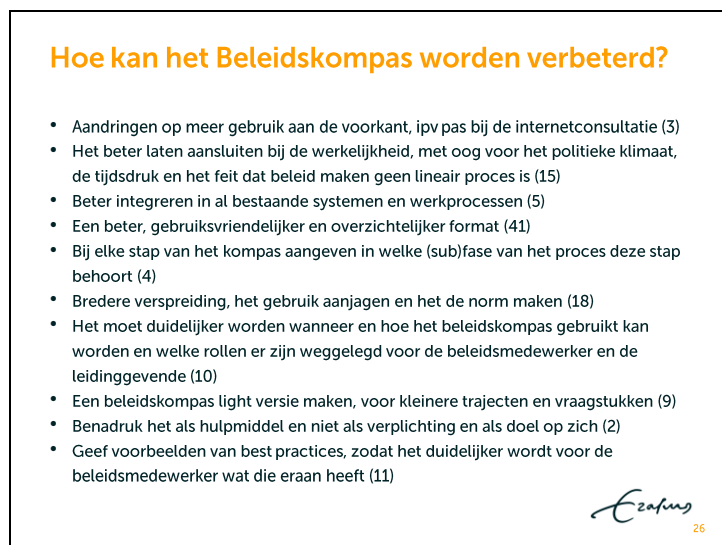 Hoe kan het Beleidskompas worden verbeterd?
• Aandringen op meer gebruik aan de voorkant, ipv pas bij de internetconsultatie (3)
• Het beter laten aansluiten bij de werkelijkheid, met oog voor het politieke klimaat,
de tijdsdruk en het feit dat beleid maken geen lineair proces is (15)
• Beter integreren in al bestaande systemen en werkprocessen (5)
• Een beter, gebruiksvriendelijker en overzichtelijker format (41)
• Bij elke stap van het kompas aangeven in welke (sub)fase van het proces deze stap
behoort (4)
• Bredere verspreiding, het gebruik aanjagen en het de norm maken (18)
• Het moet duidelijker worden wanneer en hoe het beleidskompas gebruikt kan
worden en welke rollen er zijn weggelegd voor de beleidsmedewerker en de
leidinggevende (10)
• Een beleidskompas light versie maken, voor kleinere trajecten en vraagstukken (9)
• Benadruk het als hulpmiddel en niet als verplichting en als doel op zich (2)
• Geef voorbeelden van best practices, zodat het duidelijker wordt voor de
beleidsmedewerker wat die eraan heeft (11)
Erasmus
26